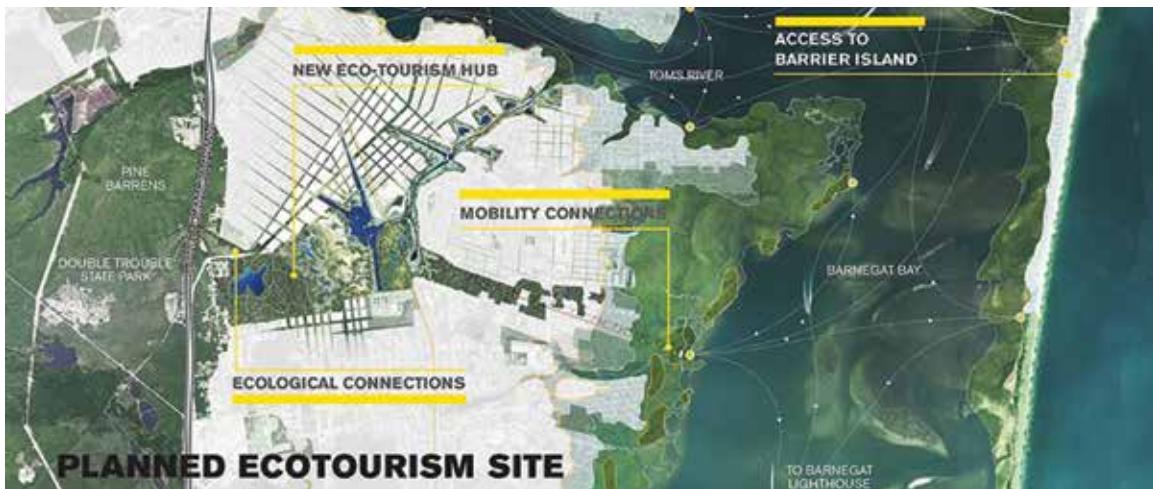 NEW ECO-TOURISM HUB
ACCESS TO
BARRIER ISLAND
TOMS RIVER
PINE
BARRENS
MOBILITY CONNECTIONS
DOUBLE TROUBLE
STATE PARK
BARNEGAT BAY
ECOLOGICAL CONNECTIONS
PLANNED ECOTOURISM SITE
TO BARNEGAT
LIGHTHOUSE